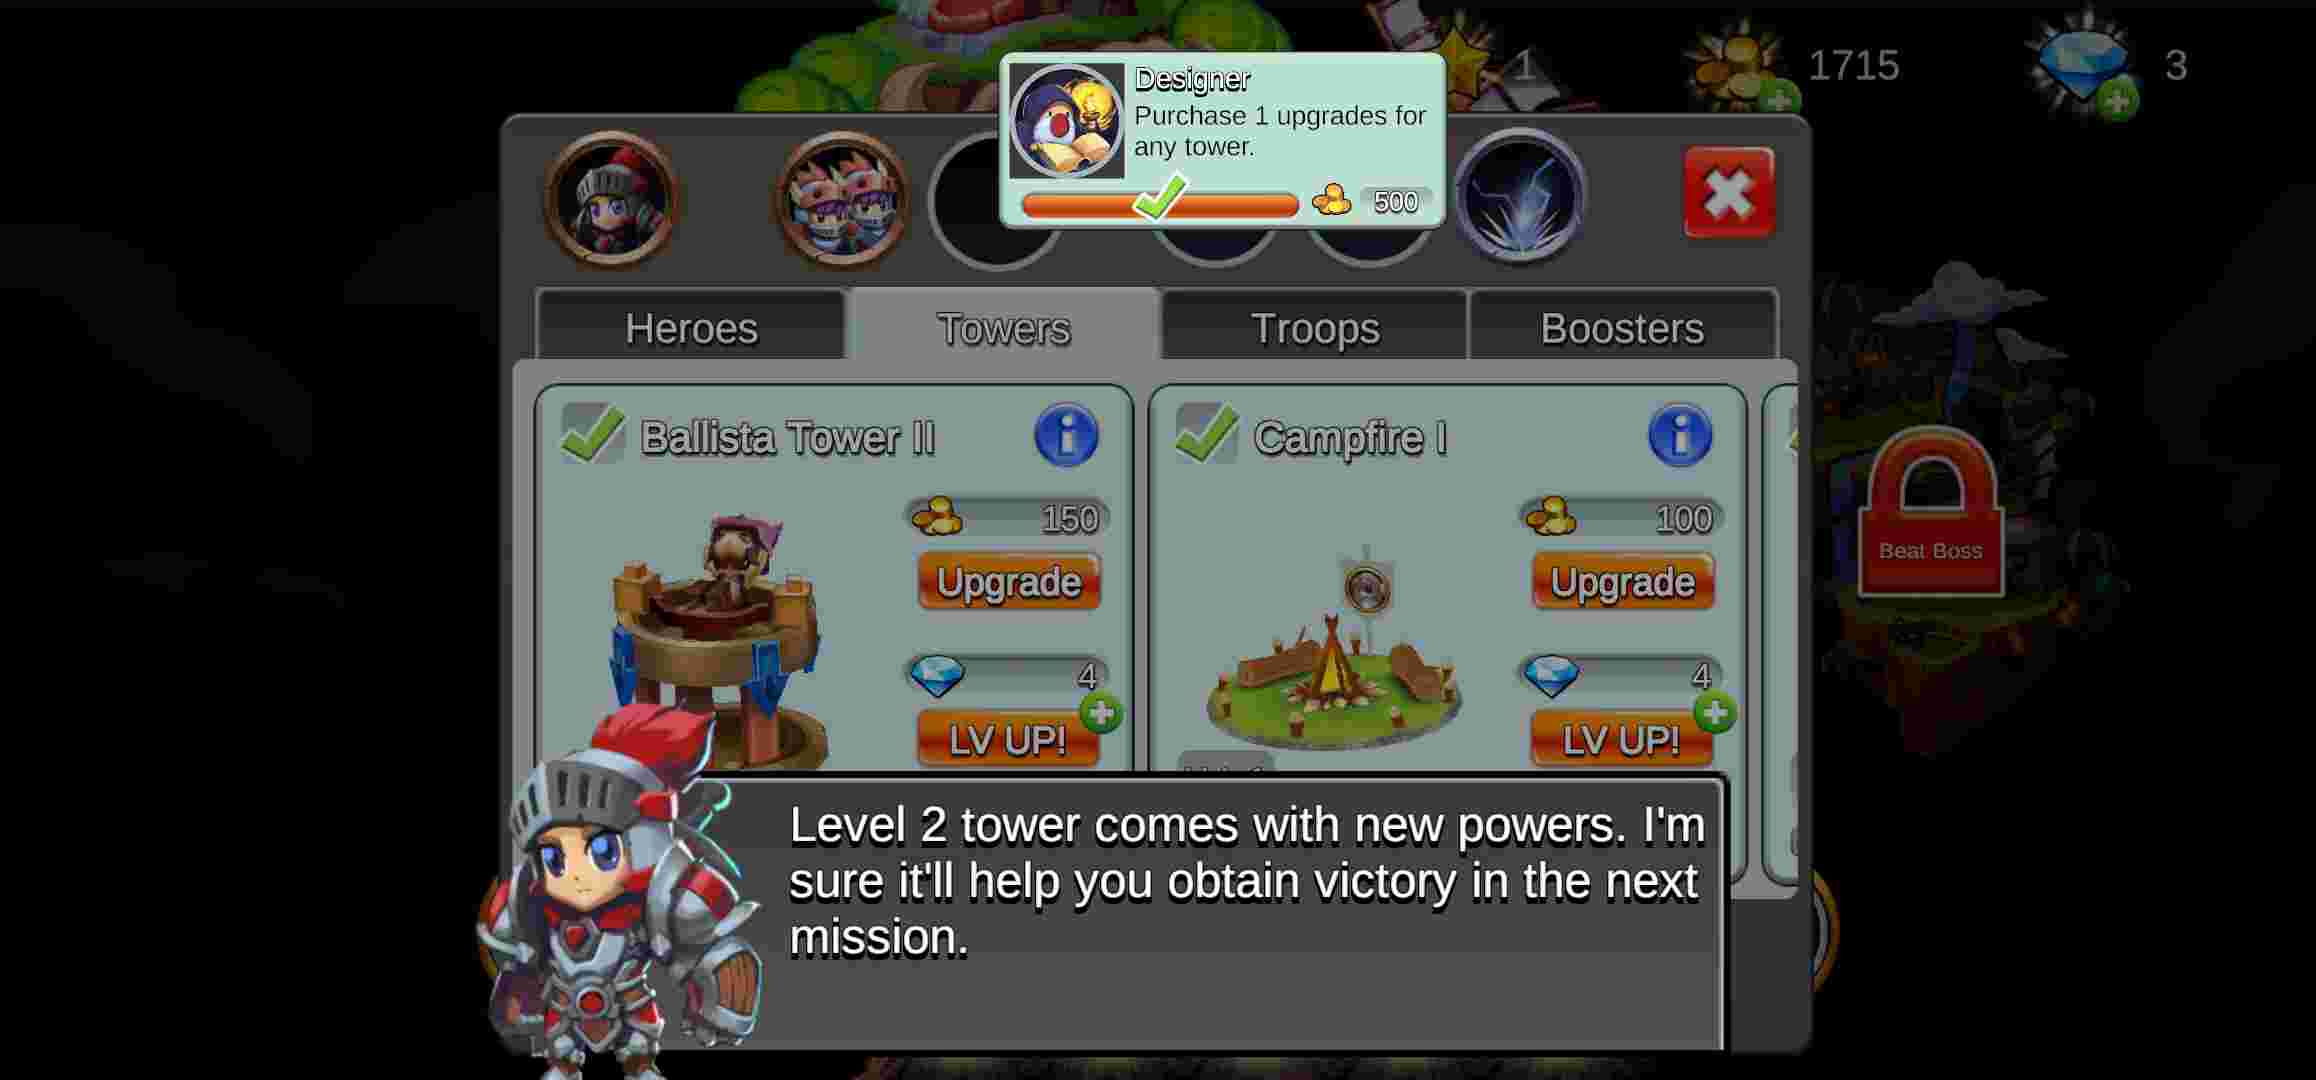 Designer
Purchase 1 upgrades for
any tower.
500
1
1715
3
Heroes
Towers
Troops
Boosters
Ballista Tower II
150
Upgrade
4
LV UP!
Campfire I
100
Upgrade
4
LV UP!
Beat Boss
Level 2 tower comes with new powers. I'm
sure it'll help you obtain victory in the next
mission.